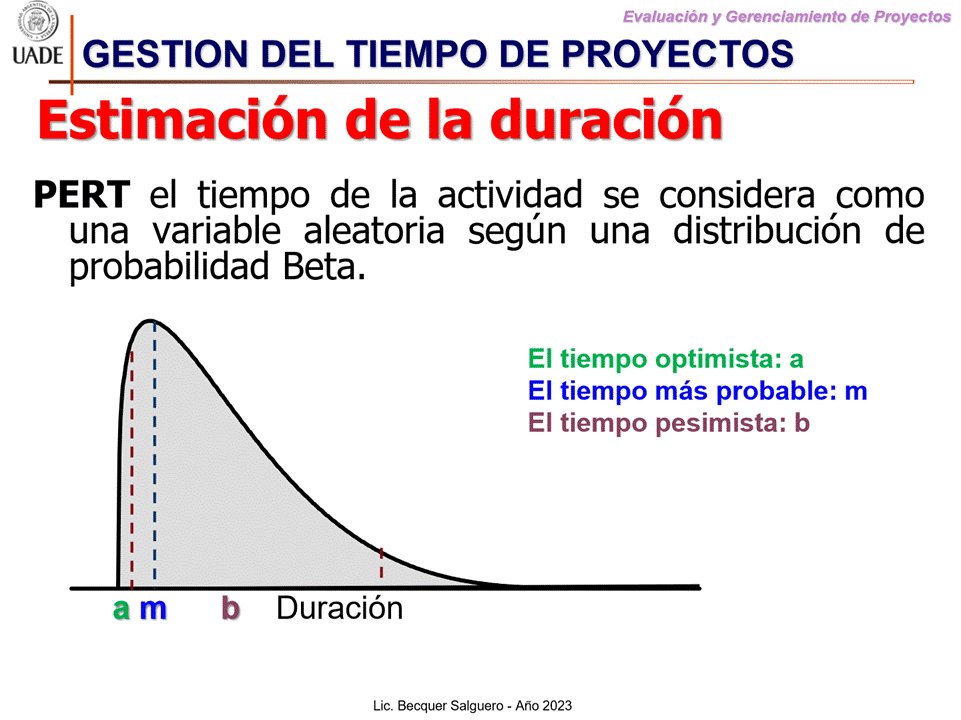 Evaluación y Gerenciamiento de Proyectos
UADE
GESTION DEL TIEMPO DE PROYECTOS
Estimación de la duración
PERT el tiempo de la actividad se considera como
una variable aleatoria según una distribución de
probabilidad Beta.
El tiempo optimista: a
El tiempo más probable: m
El tiempo pesimista: b
a m b Duración
Lic. Becquer Salguero - Año 2023